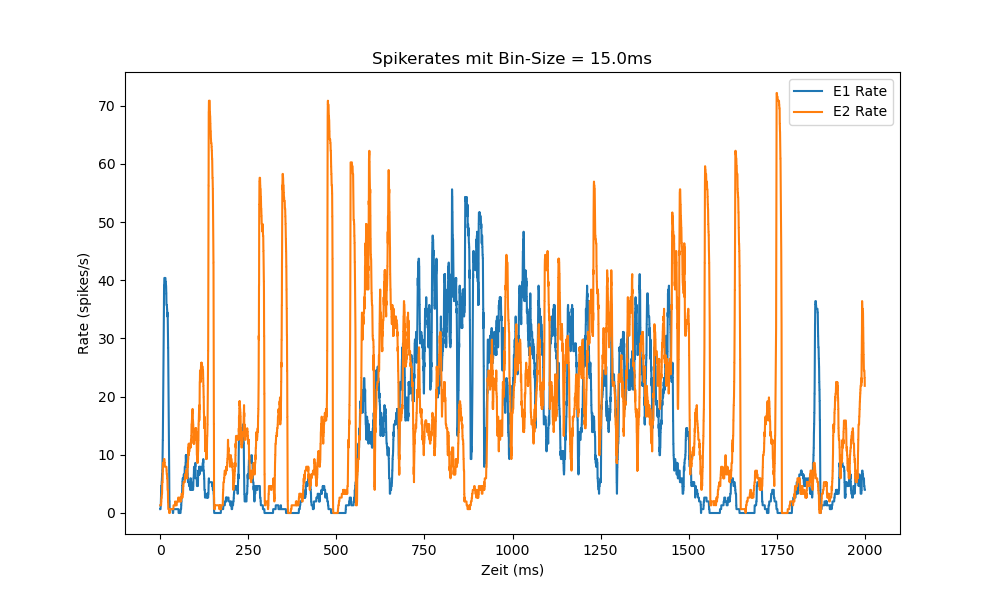 Spikerates mit Bin-Size = 15.0ms
E1 Rate
E2 Rate
Rate (spikes/s)
70
60
50
40
30
20
10
0
0 250 500 750 1000 1250 1500 1750 2000
Zeit (ms)